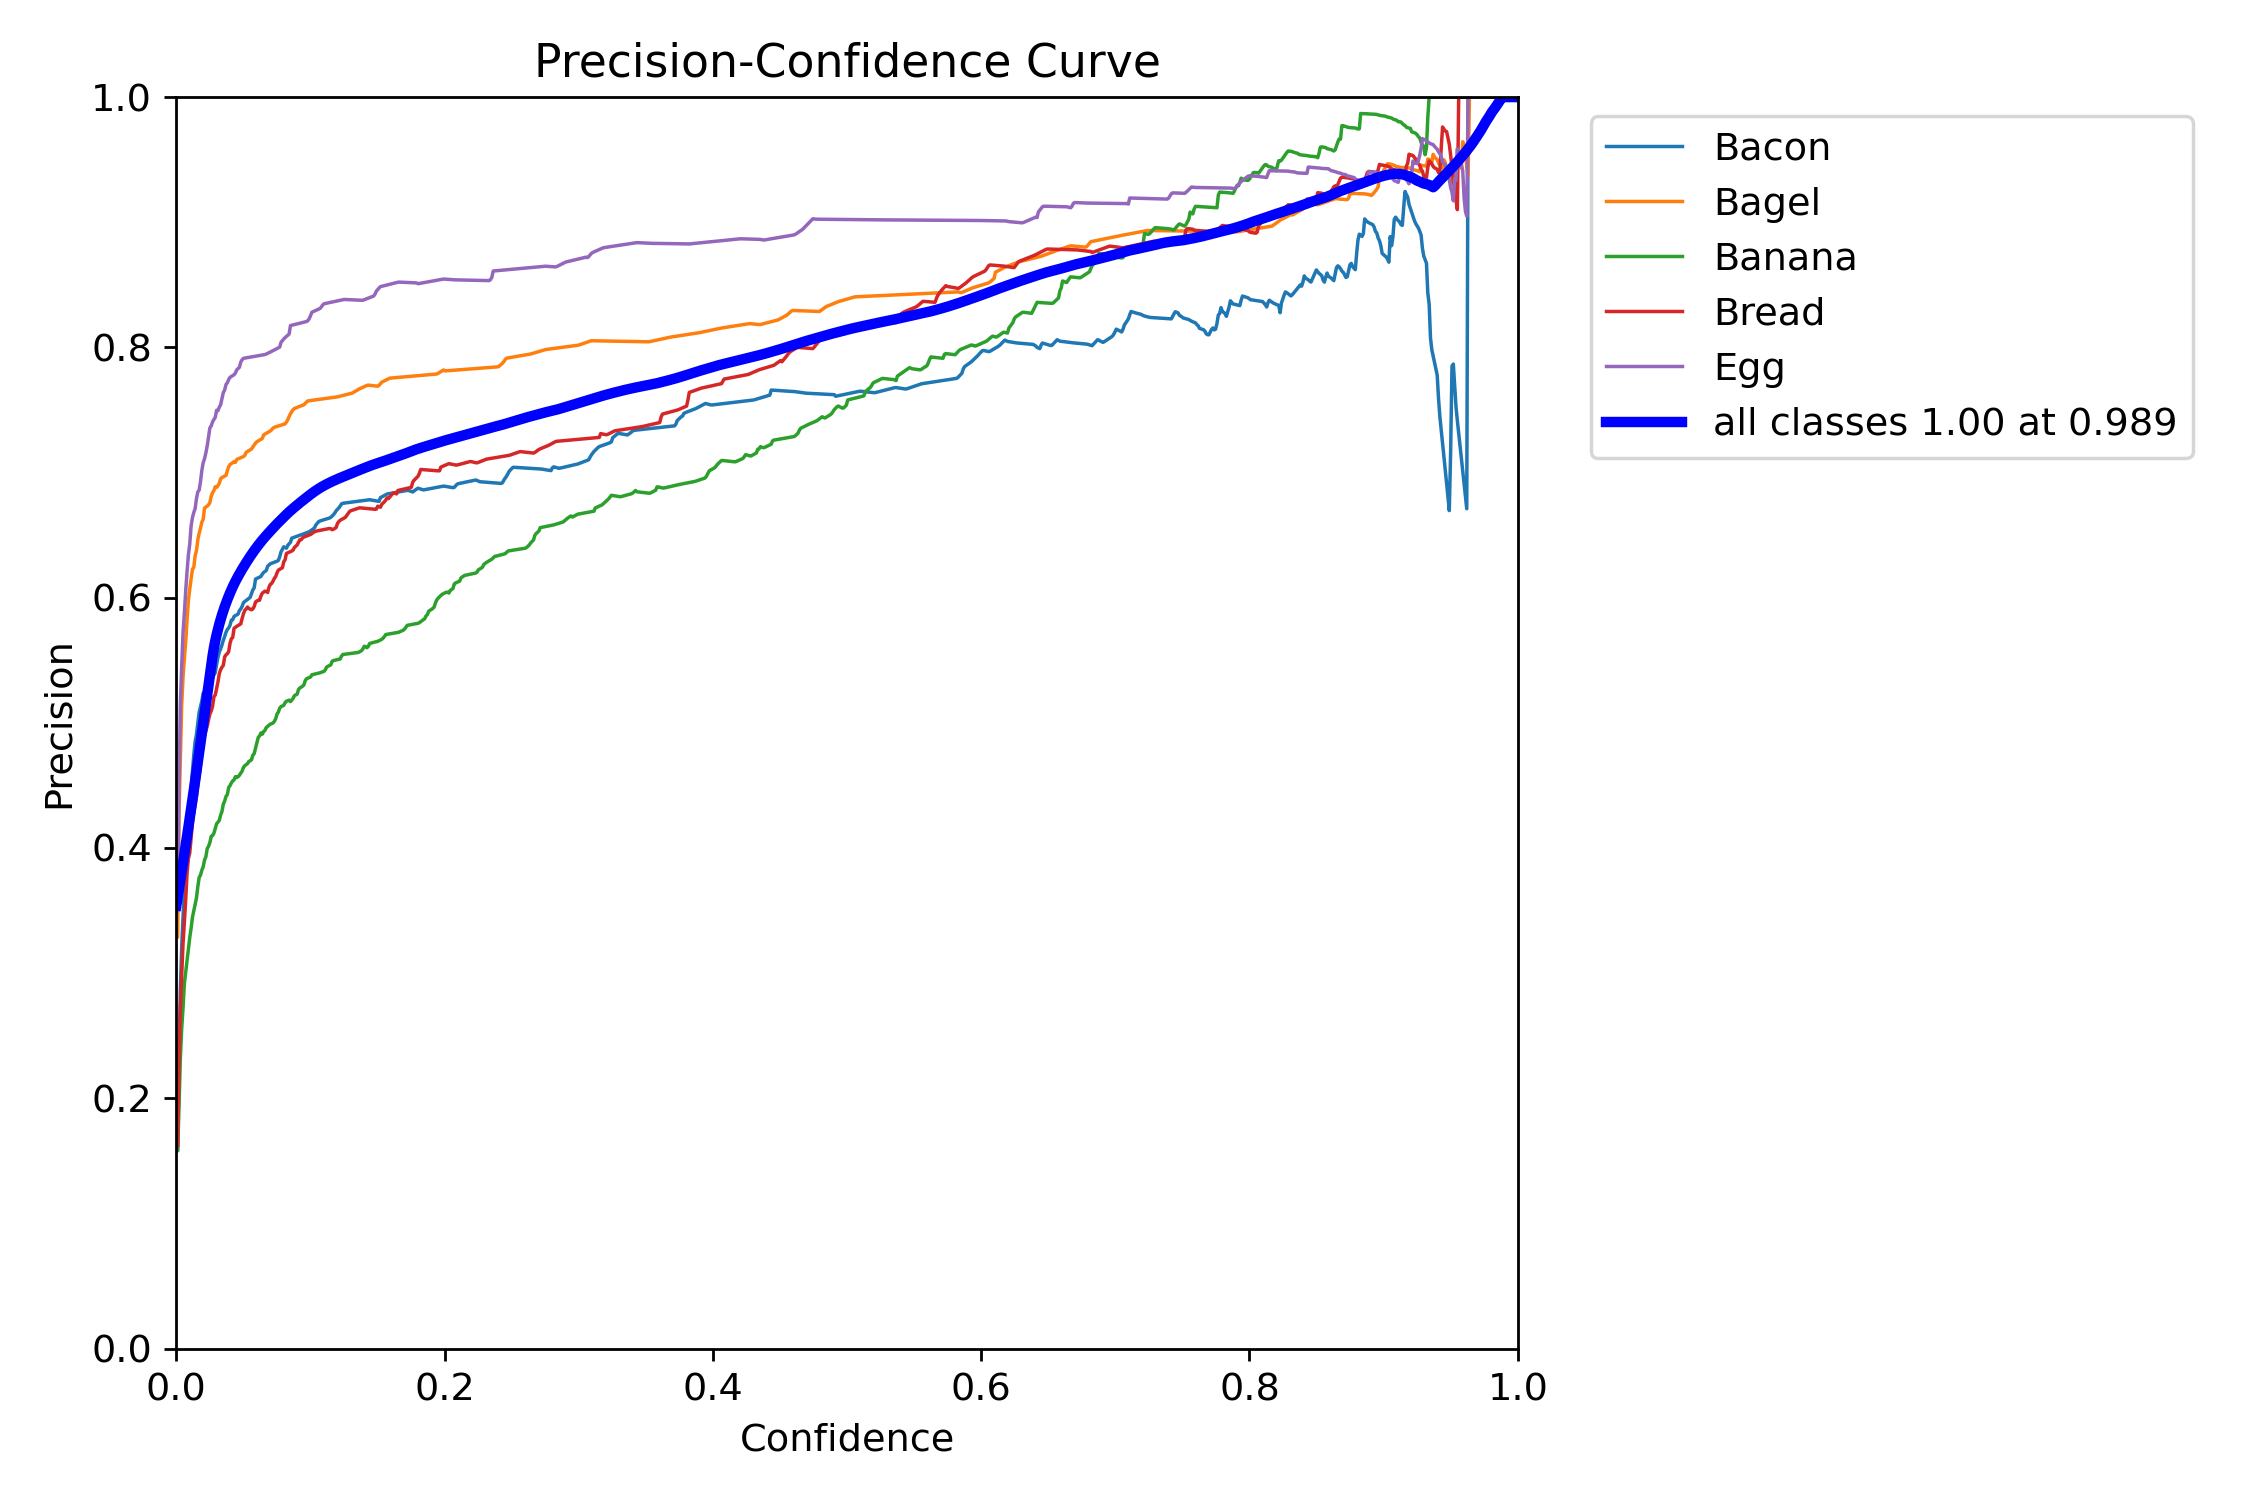 Precision-Confidence Curve
1.0
0.8
0.6
0.4
0.2
0.0
Precision
0.0 0.2 0.4 0.6 0.8 1.0
Confidence
Bacon
Bagel
Banana
Bread
Egg
all classes 1.00 at 0.989